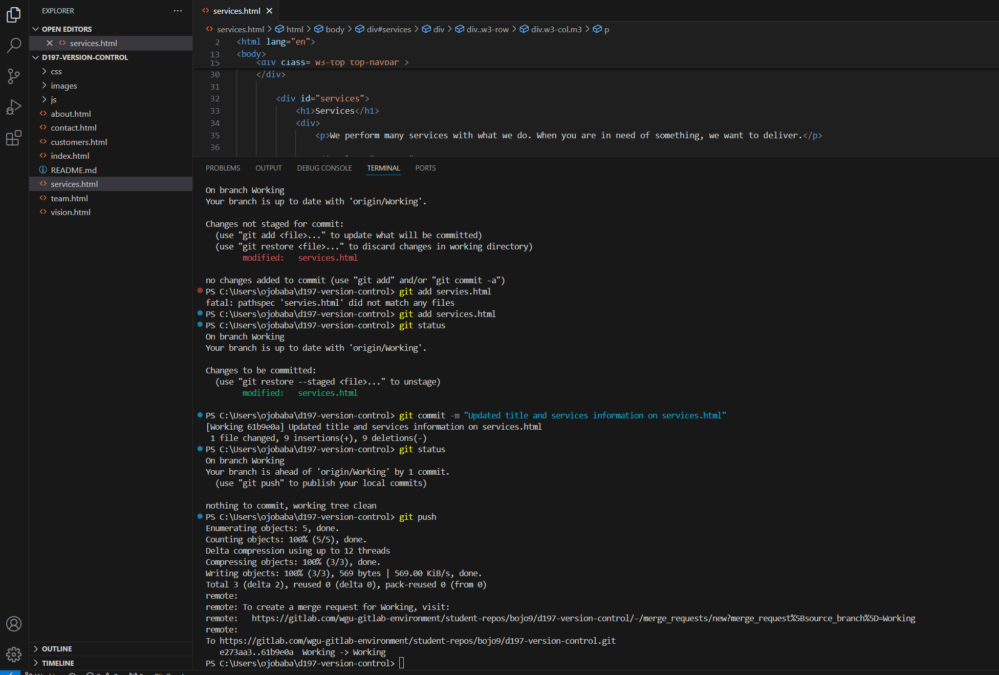 EXPLORER
OPEN EDITORS
services.html
D197-VERSION-CONTROL
css
images
js
about.html
contact.html
customers.html
index.html
README.md
services.html
team.html
vision.html
OUTLINE
TIMELINE
services.html
services.html > html > body > div#services > div > div..w3-row > div.w3-col.m3 > p
2 <html lang="en">
13 <body>
15 <div class="w3-top top-navbar">
30 </div>
31
32 <div id="services">
33 <h1>Services</h1>
34 <div>
35 <p>We perform many services with what we do. When you are in need of something, we want to deliver.</p>
36
PROBLEMS OUTPUT DEBUG CONSOLE TERMINAL PORTS
On branch Working
Your branch is up to date with 'origin/Working'.
Changes not staged for commit:
(use "git add <file>..." to update what will be committed)
(use "git restore <file>..." to discard changes in working directory)
modified: services.html
no changes added to commit (use "git add" and/or "git commit -a")
PS C:\Users\ojobaba\d197-version-control> git add servies.html
fatal: pathspec 'servies.html' did not match any files
PS C:\Users\ojobaba\d197-version-control> git add services.html
PS C:\Users\ojobaba\d197-version-control> git status
On branch Working
Your branch is up to date with 'origin/Working'.
Changes to be committed:
(use "git restore --staged <file>..." to unstage)
modified: services.html
PS C:\Users\ojobaba\d197-version-control> git commit -m "Updated title and services information on services.html"
[Working 61b9e0a] Updated title and services information on services.html
1 file changed, 9 insertions(+), 9 deletions(-)
PS C:\Users\ojobaba\d197-version-control> git status
On branch Working
Your branch is ahead of 'origin/Working' by 1 commit.
(use "git push" to publish your local commits)
nothing to commit, working tree clean
PS C:\Users\ojobaba\d197-version-control> git push
Enumerating objects: 5, done.
Counting objects: 100% (5/5), done.
Delta compression using up to 12 threads
Compressing objects: 100% (3/3), done.
Writing objects: 100% (3/3), 569 bytes | 569.00 KiB/s, done.
Total 3 (delta 2), reused 0 (delta 0), pack-reused 0 (from 0)
remote:
remote: To create a merge request for Working, visit:
remote: https://gitlab.com/wgu-gitlab-environment/student-repos/bojo9/d197-version-control/-/merge_requests/new?merge_request%5Bsource_branch%5D=Working
remote:
To https://gitlab.com/wgu-gitlab-environment/student-repos/bojo9/d197-version-control.git
e273aa3..61b9e0a Working -> Working
PS C:\Users\ojobaba\d197-version-control>